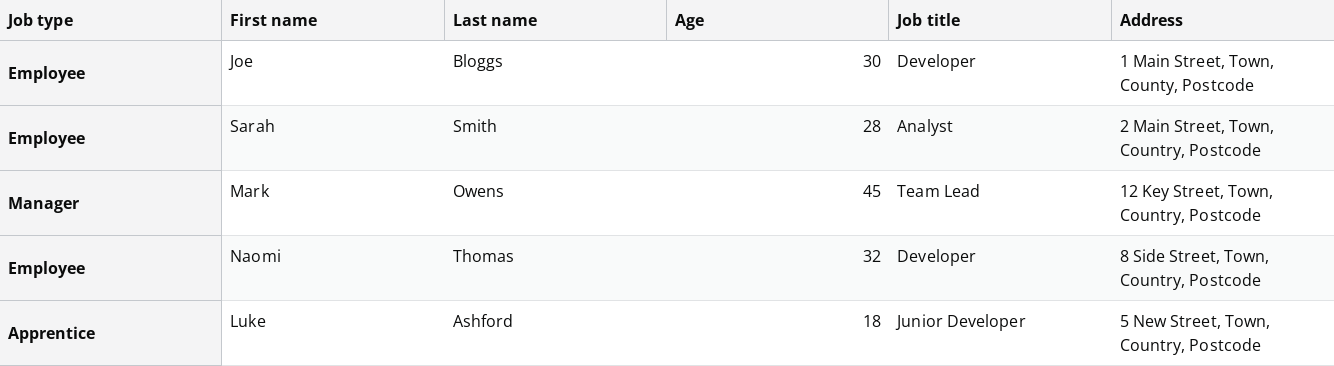 Job type First name Last name Age Job title Address
Employee Joe Bloggs 30 Developer 1 Main Street, Town,
County, Postcode
Employee Sarah Smith 28 Analyst 2 Main Street, Town,
Country, Postcode
Manager Mark Owens 45 Team Lead 12 Key Street, Town,
Country, Postcode
Employee Naomi Thomas 32 Developer 8 Side Street, Town,
Country, Postcode
Apprentice Luke Ashford 18 Junior Developer 5 New Street, Town,
Country, Postcode